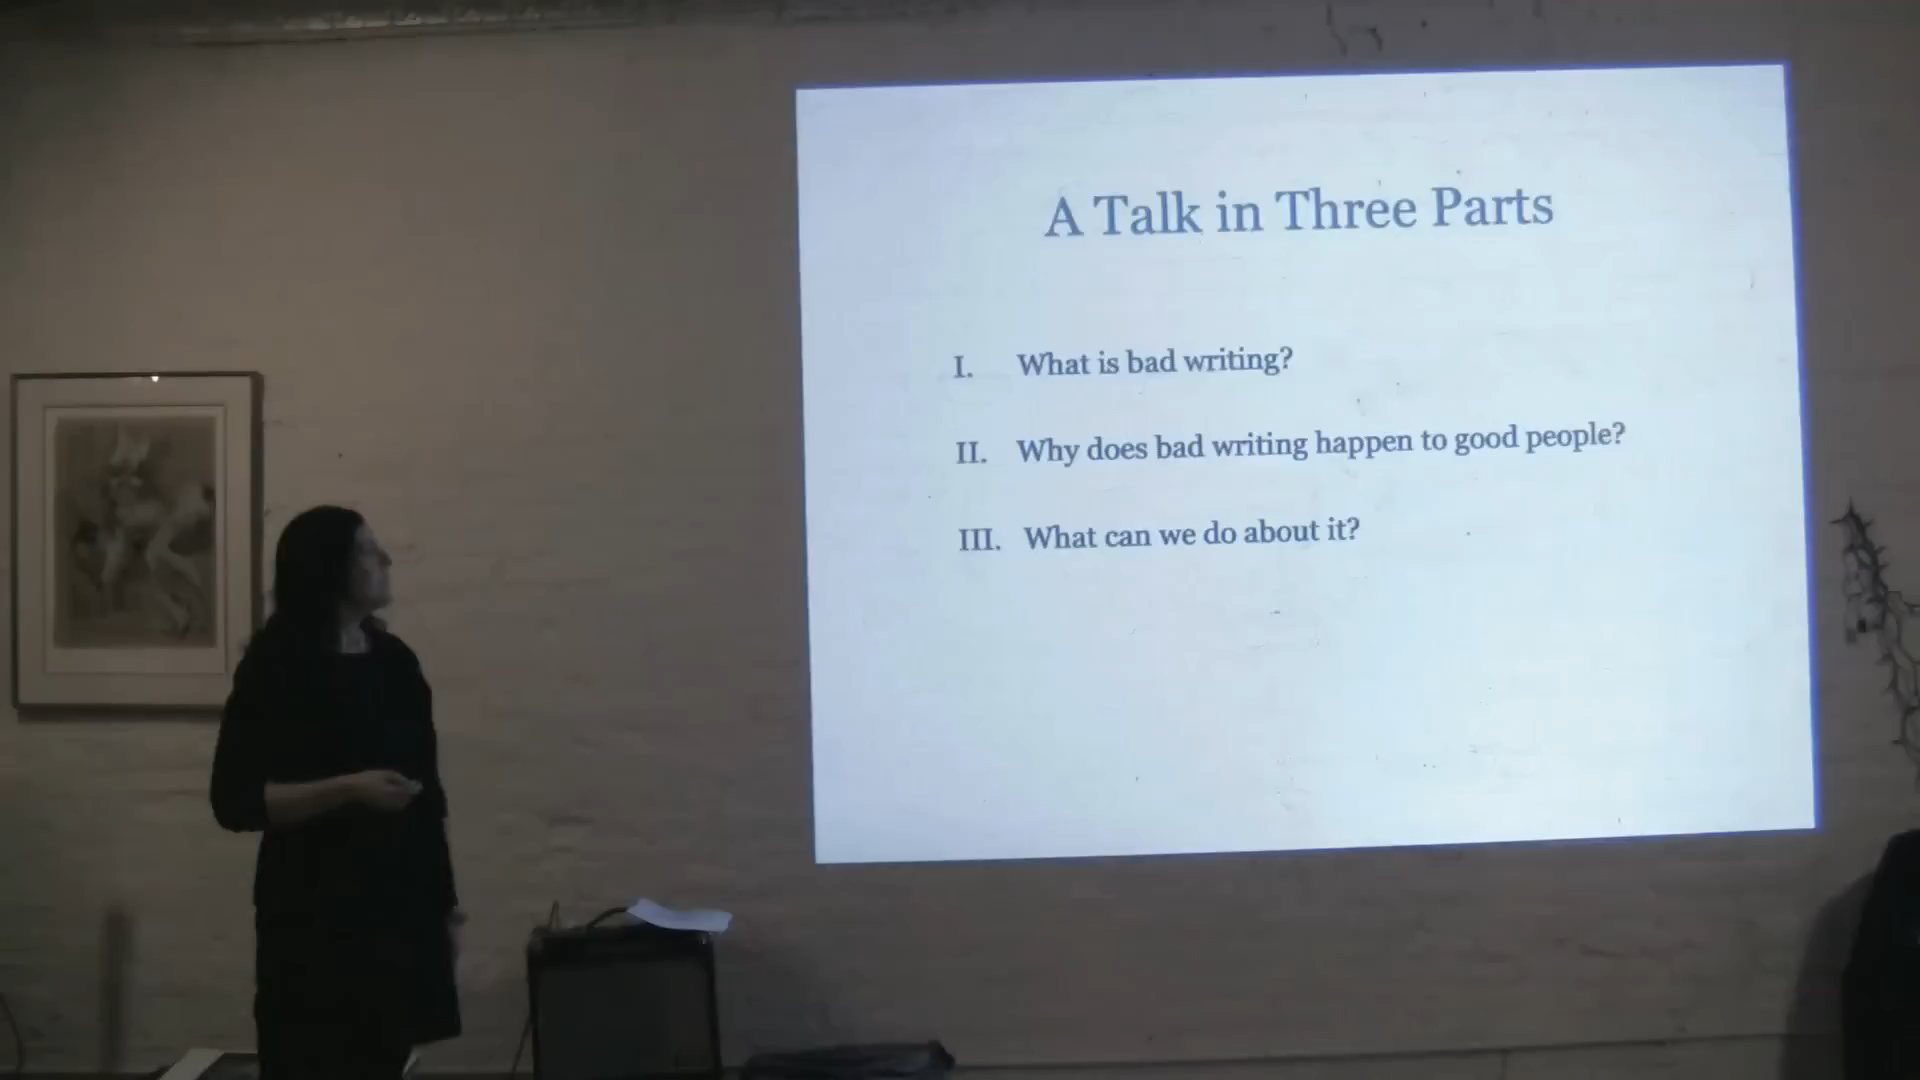 A Talk in Three Parts
I. What is bad writing?
II. Why does bad writing happen to good people?
III. What can we do about it?